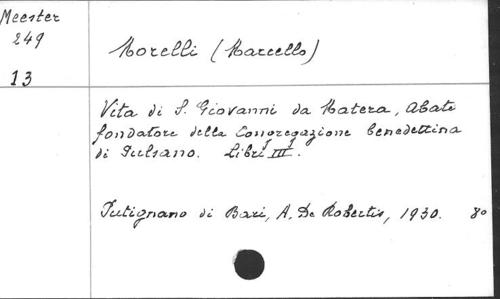 Meester
249
13
Morelli (Marcello)
Vita di S. Giovanni da Matera, Abate
fondatore della Congregazione benedettina
di Pulsano. Libri III.
Putignano di Bari, A. De Robertis, 1930. 8o